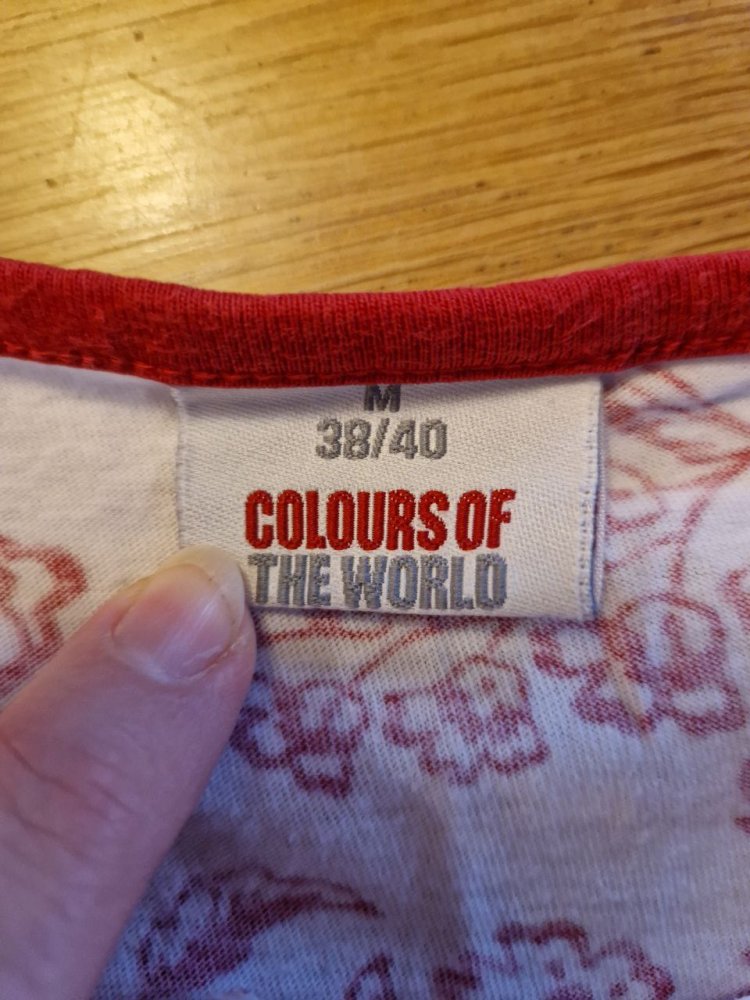 M
38/40
COLOURS OF
THE WORLD